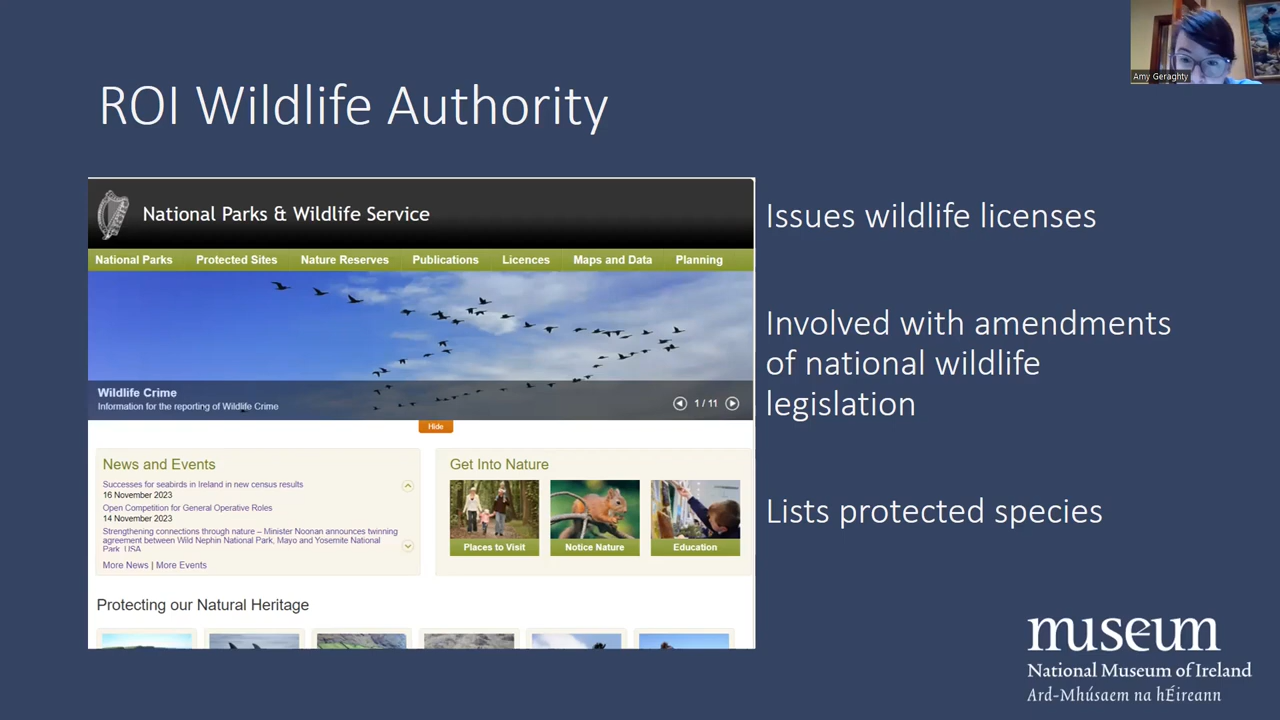 Amy Geraghty
ROI Wildlife Authority
National Parks & Wildlife Service
National Parks Protected Sites Nature Reserves Publications Licences Maps and Data Planning
Wildlife Crime
Information for the reporting of Wildlife Crime
1 / 11
Hide
News and Events
Successes for seabirds in Ireland in new census results
16 November 2023
Open Competition for General Operative Roles
14 November 2023
Strengthening connections through nature – Minister Noonan announces twinning
agreement between Wild Nephin National Park, Mayo and Yosemite National
Park, USA
More News | More Events
Get Into Nature
Places to Visit Notice Nature Education
Protecting our Natural Heritage
Issues wildlife licenses
Involved with amendments
of national wildlife
legislation
Lists protected species
museum
National Museum of Ireland
Ard-Mhúsaem na hÉireann